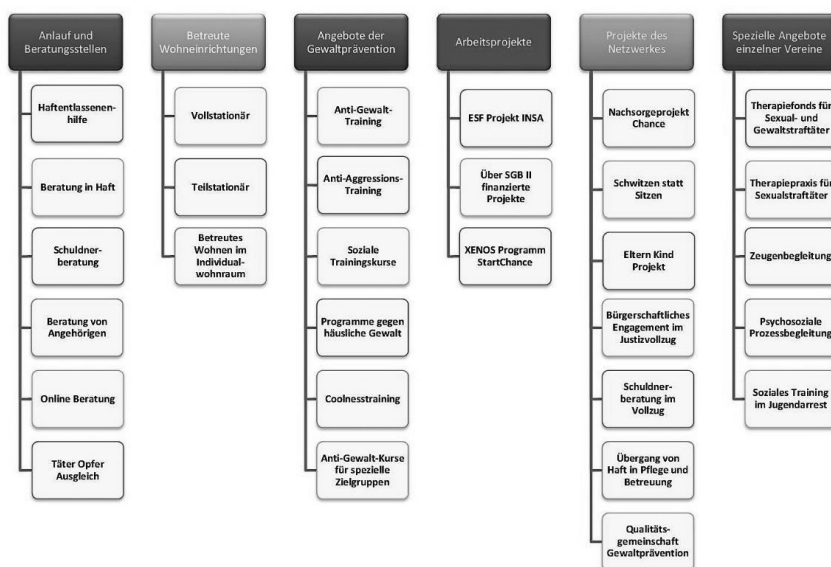 Anlauf und
Beratungsstellen
Haftentlassenen-
hilfe
Beratung in Haft
Schuldner-
beratung
Beratung von
Angehörigen
Online Beratung
Täter Opfer
Ausgleich
Betreute
Wohneinrichtungen
Vollstationär
Teilstationär
Betreutes
Wohnen im
Individual-
wohnraum
Angebote der
Gewaltprävention
Anti-Gewalt-
Training
Anti-Aggressions-
Training
Soziale
Trainingskurse
Programme gegen
häusliche Gewalt
Coolnesstraining
Anti-Gewalt-Kurse
für spezielle
Zielgruppen
Arbeitsprojekte
ESF Projekt INSA
Über SGB II
finanzierte
Projekte
XENOS Programm
StartChance
Projekte des
Netzwerkes
Nachsorgeprojekt
Chance
Schwitzen statt
Sitzen
Eltern Kind
Projekt
Bürgerschaftliches
Engagement im
Justizvollzug
Schuldner-
beratung im
Vollzug
Übergang von
Haft in Pflege und
Betreuung
Qualitäts-
gemeinschaft
Gewaltprävention
Spezielle Angebote
einzelner Vereine
Therapiefonds für
Sexual- und
Gewaltstraftäter
Therapiepraxis für
Sexualstraftäter
Zeugenbegleitung
Psychosoziale
Prozessbegleitung
Soziales Training
im Jugendarrest